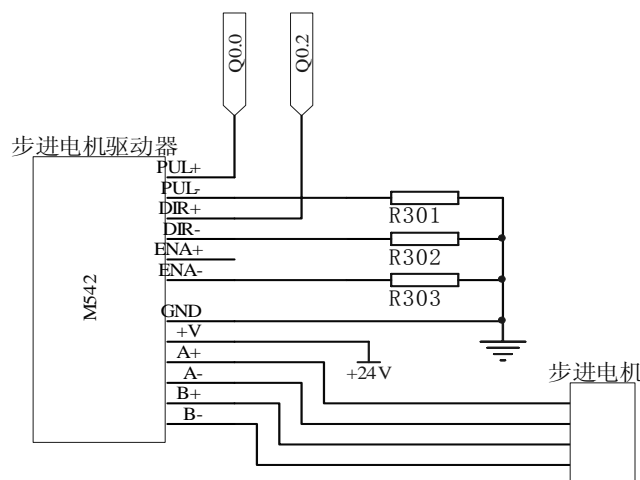 Q0.0
Q0.2
步进电机驱动器
M542
PUL+
PUL-
DIR+
DIR-
ENA+
ENA-
GND
+V
A+
A-
B+
B-
R301
R302
R303
+24V
步进电机